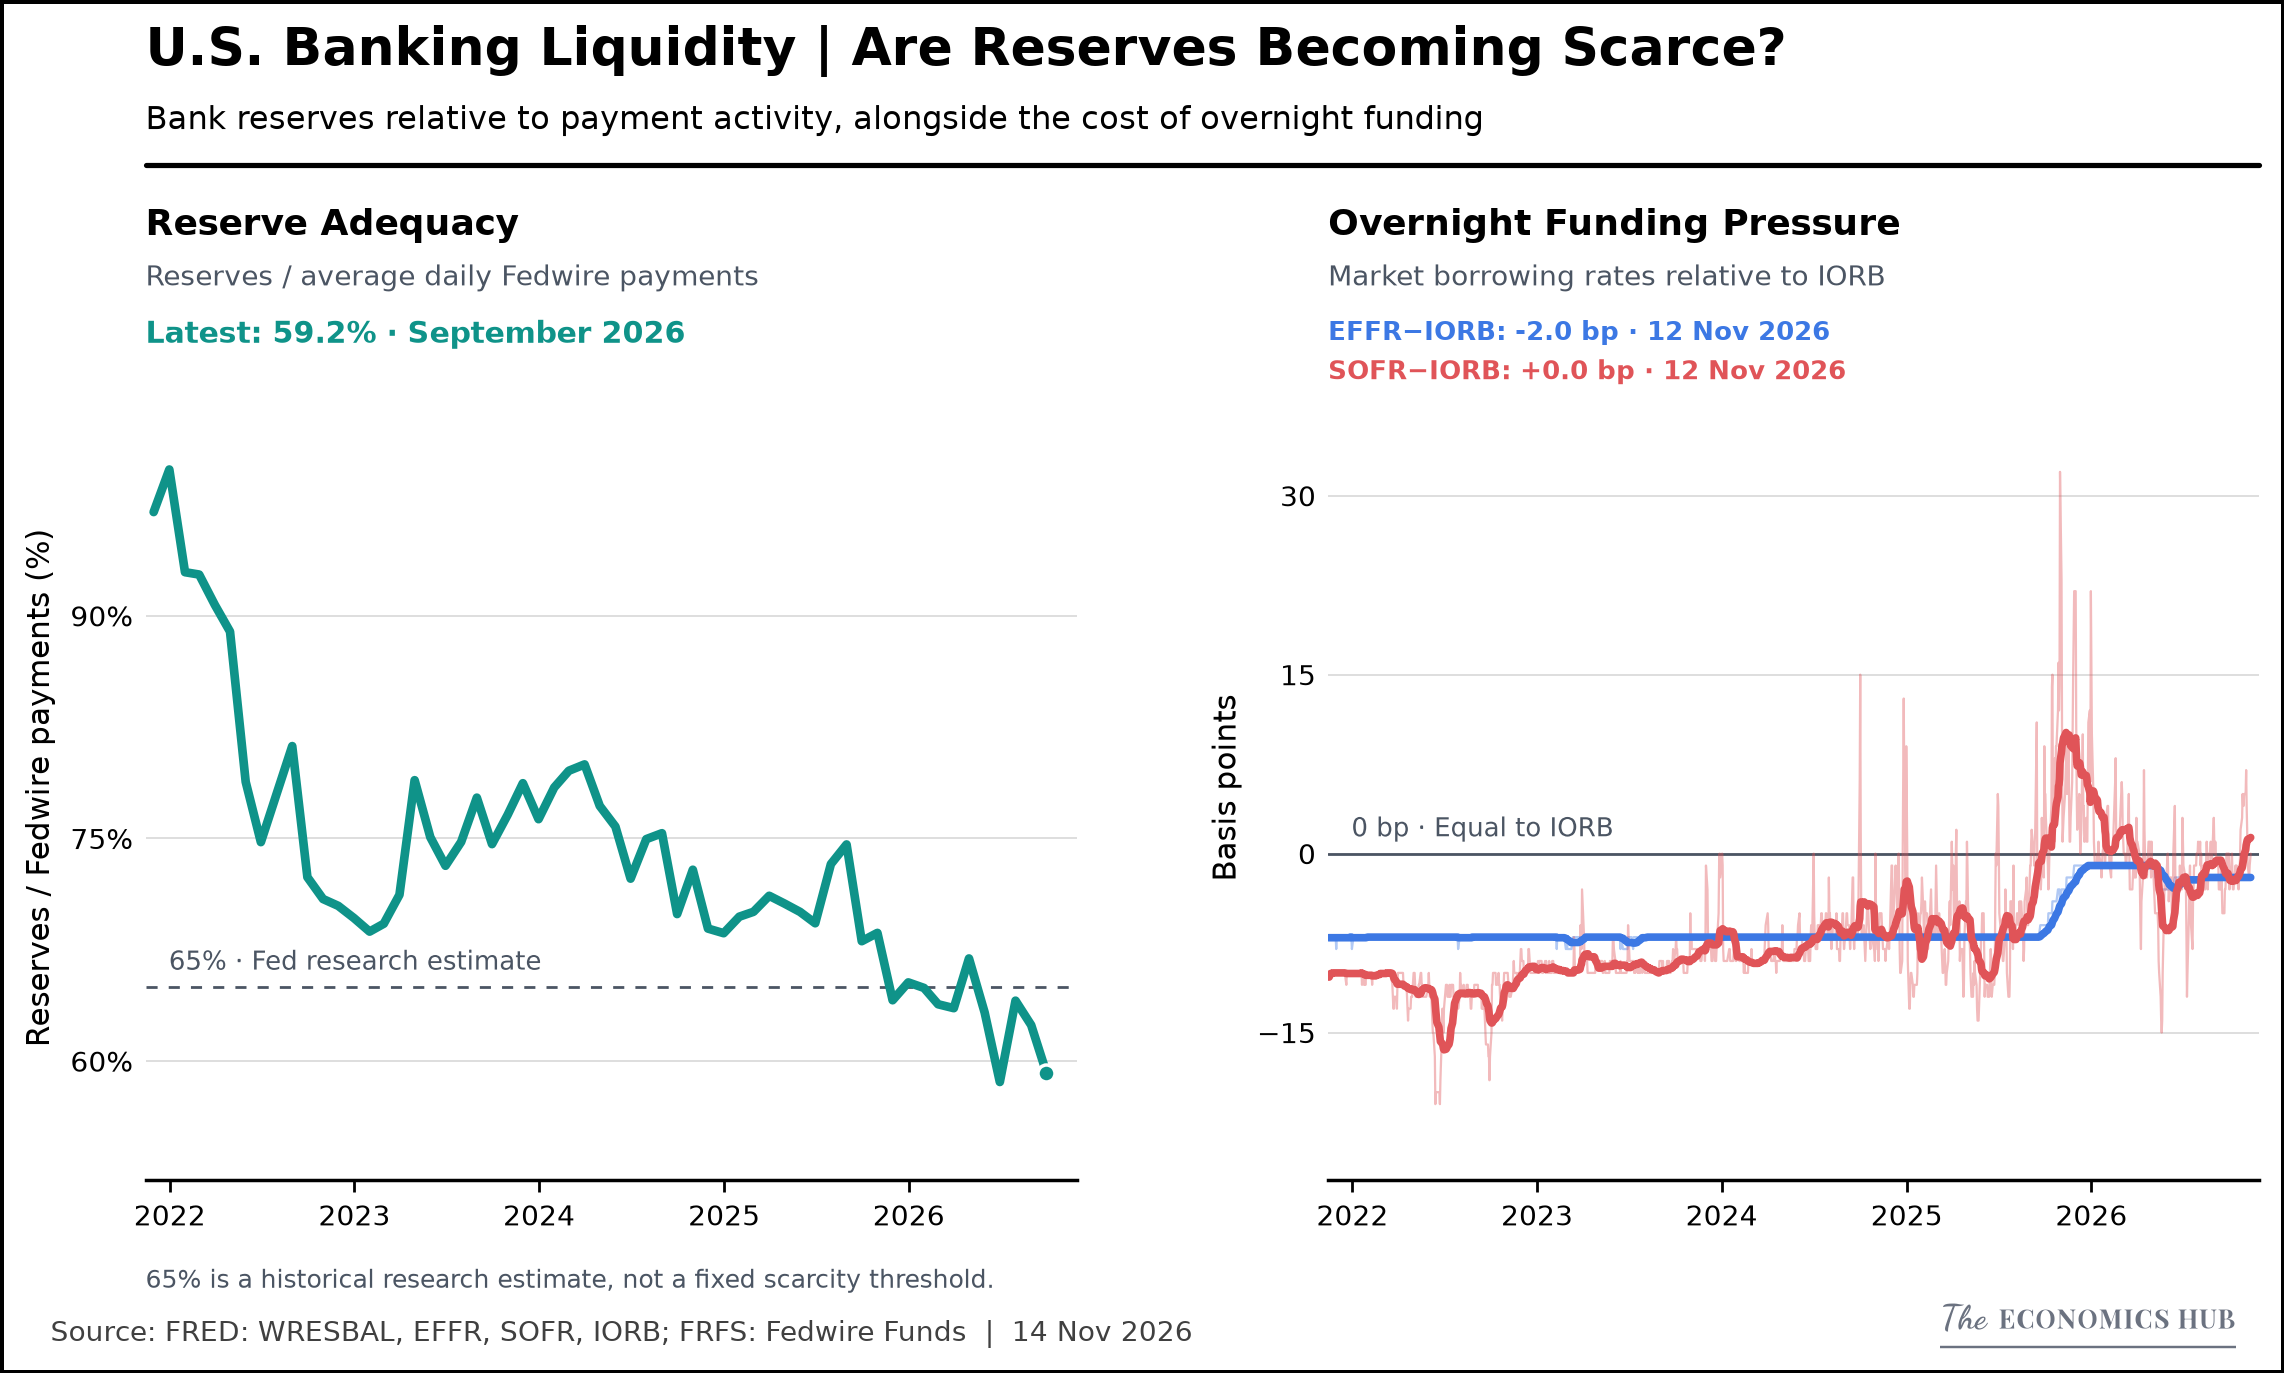 U.S. Banking Liquidity | Are Reserves Becoming Scarce?
Bank reserves relative to payment activity, alongside the cost of overnight funding
Reserve Adequacy
Reserves / average daily Fedwire payments
Latest: 59.2% · September 2026
Reserves / Fedwire payments (%)
90%
75%
65% · Fed research estimate
60%
2022 2023 2024 2025 2026
65% is a historical research estimate, not a fixed scarcity threshold.
Overnight Funding Pressure
Market borrowing rates relative to IORB
EFFR−IORB: -2.0 bp · 12 Nov 2026
SOFR−IORB: +0.0 bp · 12 Nov 2026
Basis points
30
15
0 bp · Equal to IORB
0
−15
2022 2023 2024 2025 2026
Source: FRED: WRESBAL, EFFR, SOFR, IORB; FRFS: Fedwire Funds | 14 Nov 2026
The ECONOMICS HUB